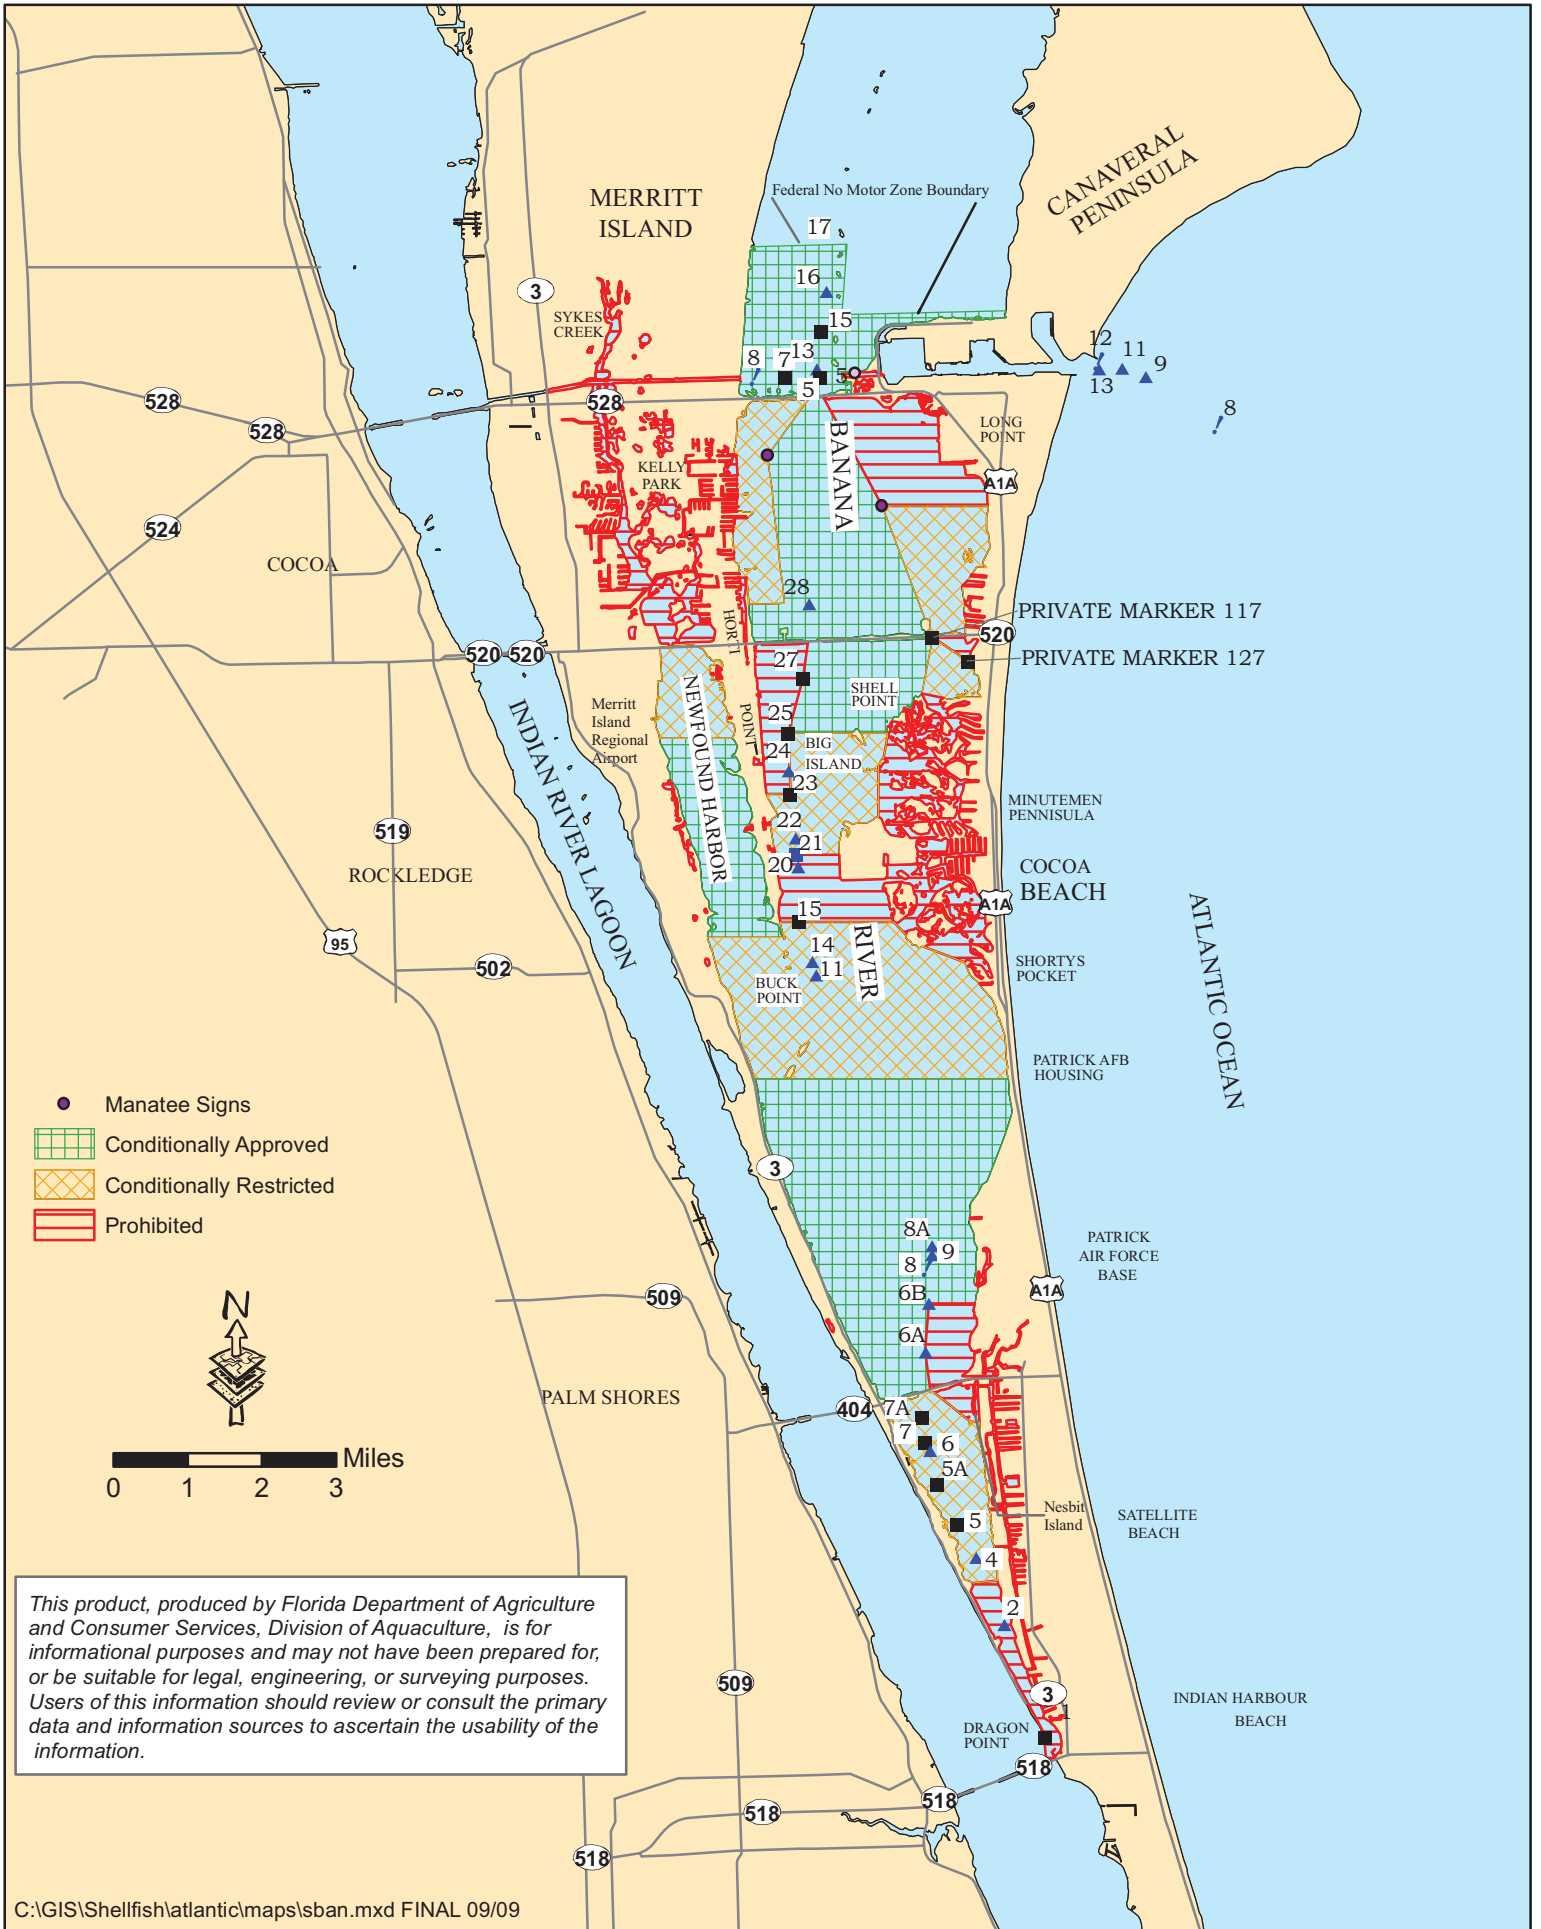 MERRITT
ISLAND
Federal No Motor Zone Boundary
CANAVERAL
PENINSULA
17
16
15
13
7
8
5
5
3
SYKES
CREEK
12
11
9
13
8
528
528
528
LONG
POINT
BANANA
KELLY
PARK
A1A
524
COCOA
28
HORTI
POINT
PRIVATE MARKER 117
520
520
520
PRIVATE MARKER 127
27
SHELL
POINT
NEWFOUND HARBOR
Merritt
Island
Regional
Airport
INDIAN RIVER LAGOON
25
24
BIG
ISLAND
23
22
21
20
MINUTEMEN
PENNISULA
519
ROCKLEDGE
COCOA
BEACH
A1A
ATLANTIC OCEAN
15
RIVER
95
502
14
11
BUCK
POINT
SHORTYS
POCKET
PATRICK AFB
HOUSING
Manatee Signs
Conditionally Approved
Conditionally Restricted
Prohibited
3
8A
9
8
6B
6A
PATRICK
AIR FORCE
BASE
A1A
509
N
PALM SHORES
404
7A
7
6
5A
5
4
Miles
0 1 2 3
Nesbit
Island
SATELLITE
BEACH
This product, produced by Florida Department of Agriculture
and Consumer Services, Division of Aquaculture, is for
informational purposes and may not have been prepared for,
or be suitable for legal, engineering, or surveying purposes.
Users of this information should review or consult the primary
data and information sources to ascertain the usability of the
information.
2
509
3
1
INDIAN HARBOUR
BEACH
DRAGON
POINT
518
518
518
518
C:\GIS\Shellfish\atlantic\maps\sban.mxd FINAL 09/09